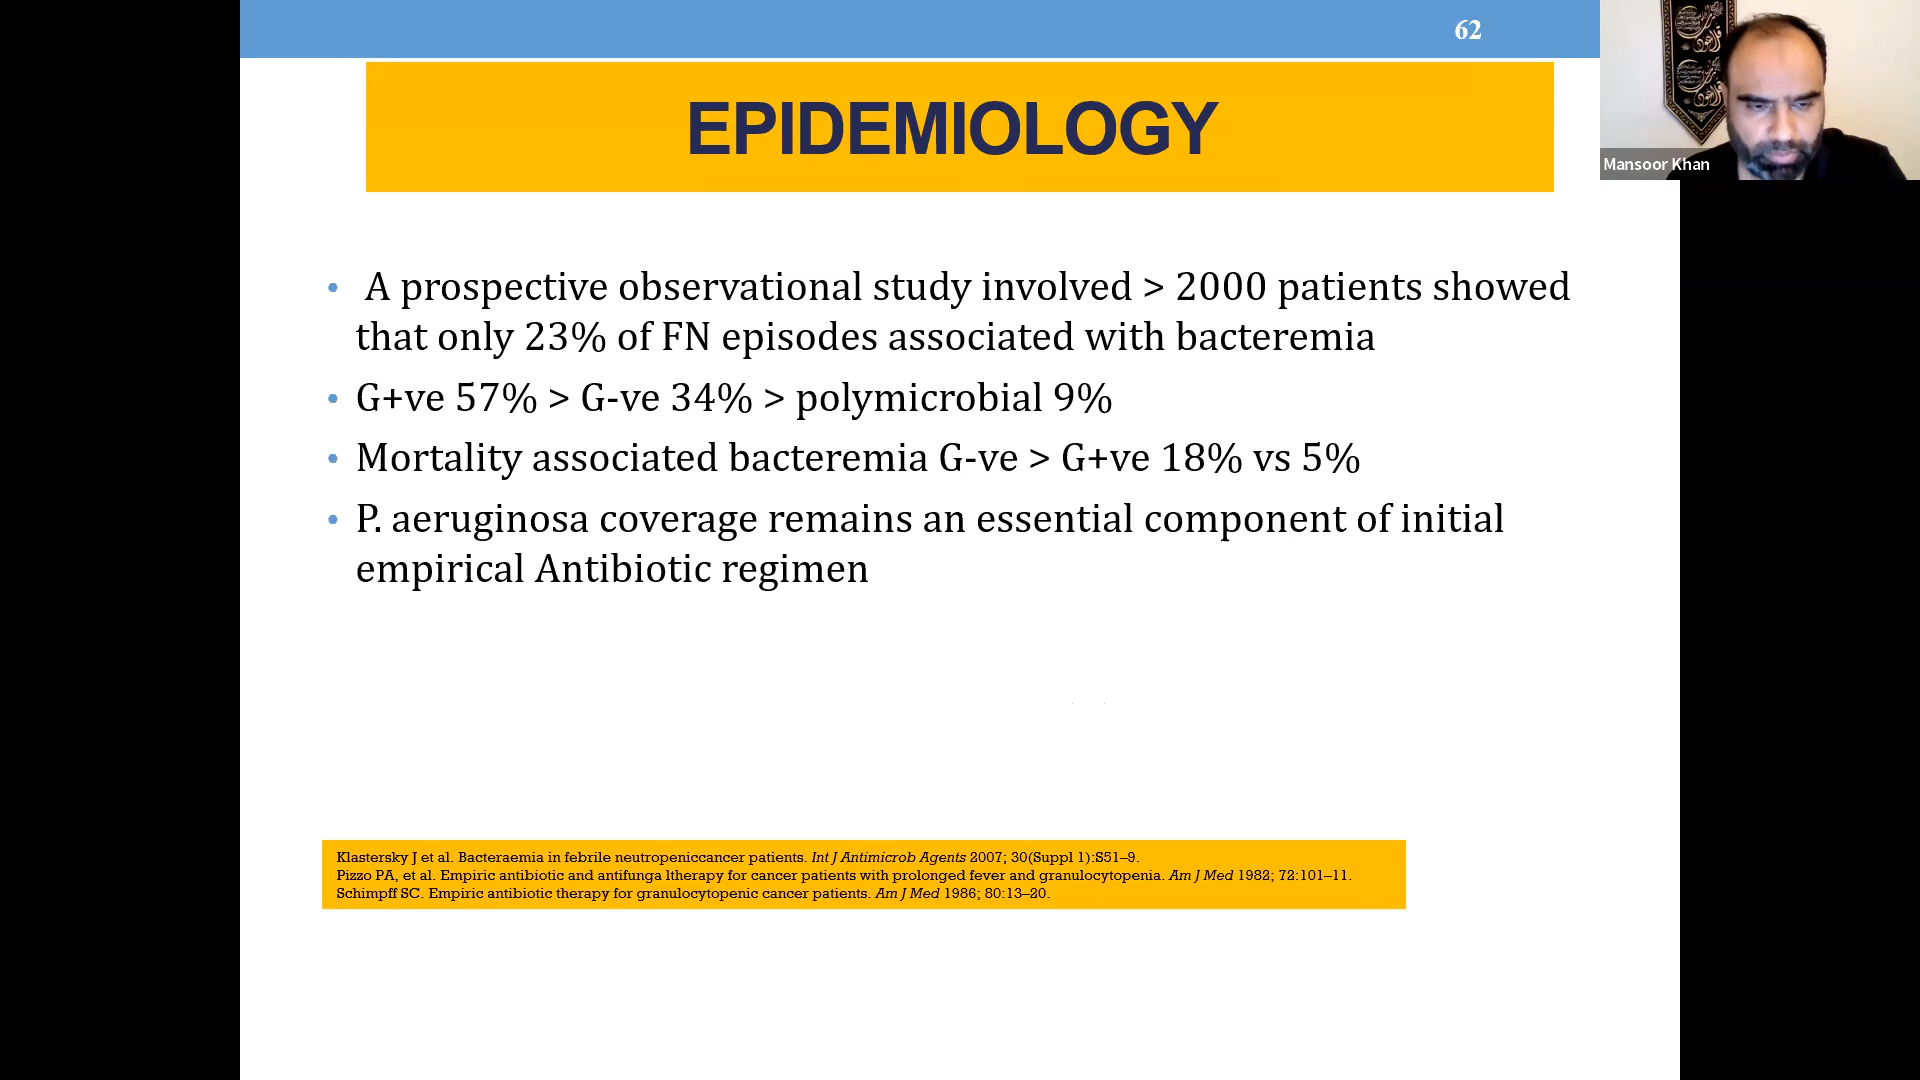 62
EPIDEMIOLOGY
• A prospective observational study involved > 2000 patients showed
that only 23% of FN episodes associated with bacteremia
• G+ve 57% > G-ve 34% > polymicrobial 9%
• Mortality associated bacteremia G-ve > G+ve 18% vs 5%
• P. aeruginosa coverage remains an essential component of initial
empirical Antibiotic regimen
Klastersky J et al. Bacteraemia in febrile neutropeniccancer patients. Int J Antimicrob Agents 2007; 30(Suppl 1):S51–9.
Pizzo PA, et al. Empiric antibiotic and antifunga ltherapy for cancer patients with prolonged fever and granulocytopenia. Am J Med 1982; 72:101–11.
Schimpff SC. Empiric antibiotic therapy for granulocytopenic cancer patients. Am J Med 1986; 80:13–20.
Mansoor Khan